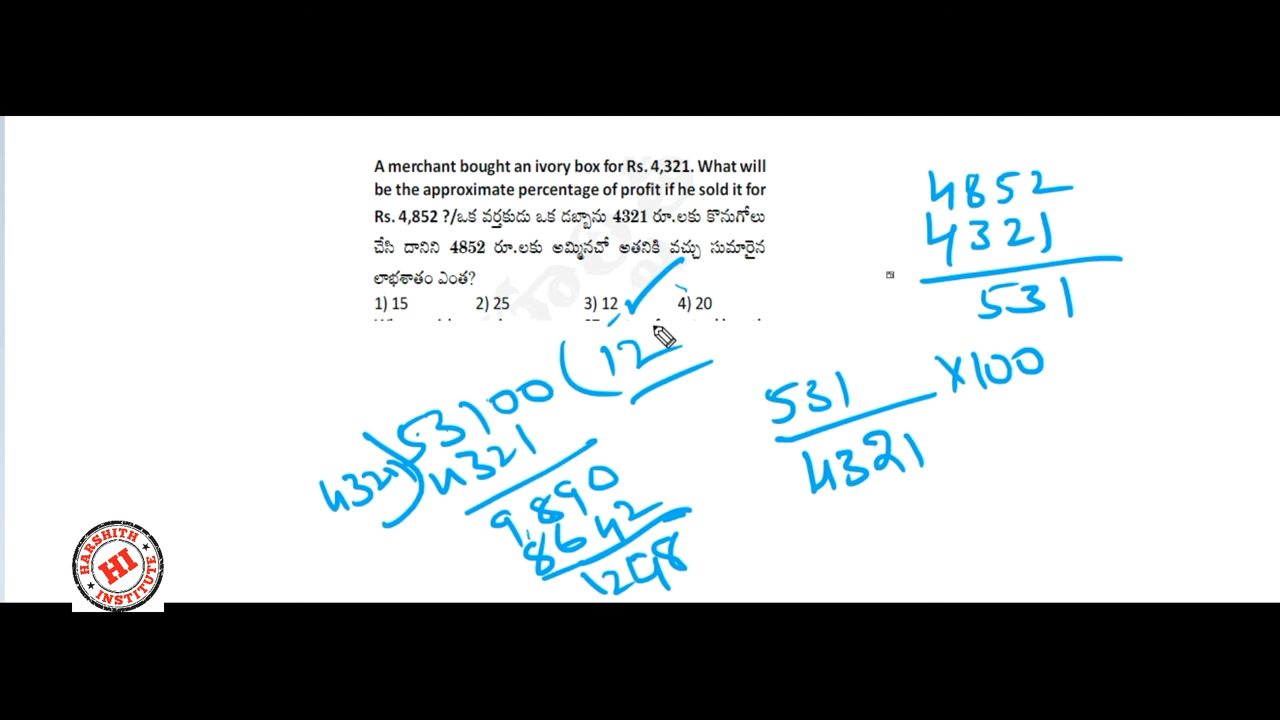 A merchant bought an ivory box for Rs. 4,321. What will
be the approximate percentage of profit if he sold it for
Rs. 4,852 ?/ఒక వర్తకుడు ఒక డబ్బాను 4321 రూ.లకు కొనుగోలు
చేసి దానిని 4852 రూ.లకు అమ్మినచో అతనికి వచ్చు సుమారైన
లాభశాతం ఎంత?
1) 15 2) 25 3) 12 4) 20
4852
4321
531
531 ×100
4321
4321) 53100 (12
4321
9890
8642
1248
HARSHITH
HI
INSTITUTE